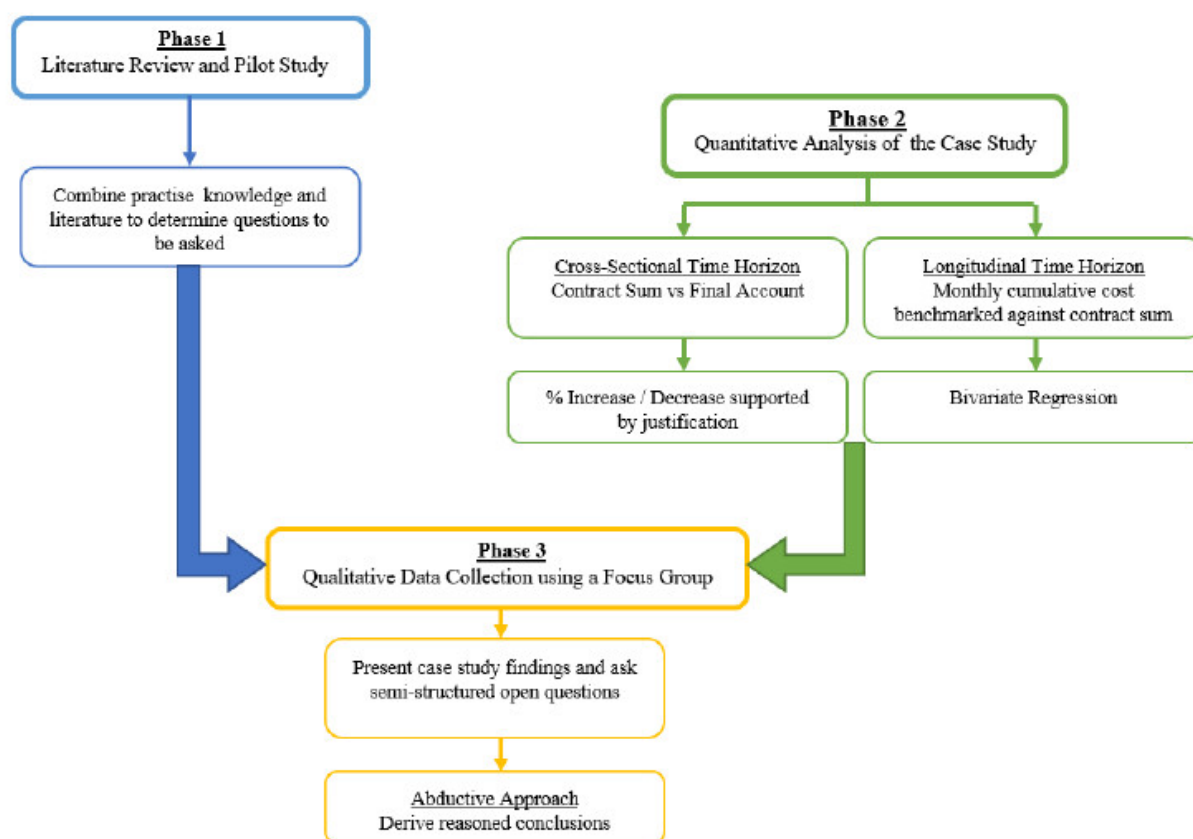 Phase 1
Literature Review and Pilot Study
Combine practise knowledge and
literature to determine questions to
be asked
Phase 2
Quantitative Analysis of the Case Study
Cross-Sectional Time Horizon
Contract Sum vs Final Account
Longitudinal Time Horizon
Monthly cumulative cost
benchmarked against contract sum
% Increase / Decrease supported
by justification
Bivariate Regression
Phase 3
Qualitative Data Collection using a Focus Group
Present case study findings and ask
semi-structured open questions
Abductive Approach
Derive reasoned conclusions